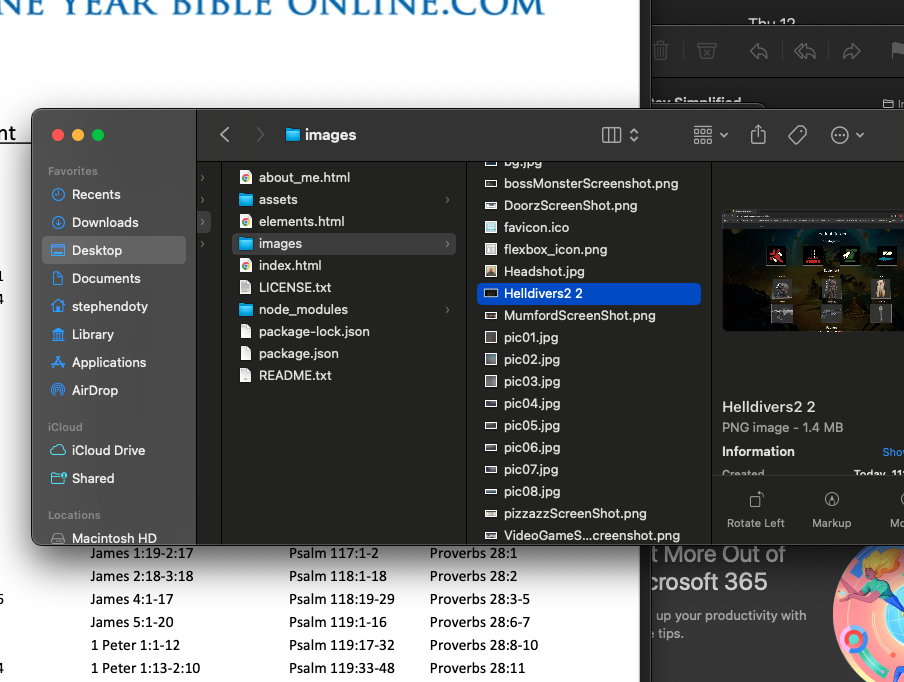 NE YEAR BIBLE ONLINE.COM
Thu 12
Simplified
nt
images
Favorites
Recents
Downloads
Desktop
Documents
stephendoty
Library
Applications
AirDrop
iCloud
iCloud Drive
Shared
Locations
Macintosh HD
about_me.html
assets
elements.html
images
index.html
LICENSE.txt
node_modules
package-lock.json
package.json
README.txt
bg.jpg
bossMonsterScreenshot.png
DoorzScreenShot.png
favicon.ico
flexbox_icon.png
Headshot.jpg
Helldivers2 2
MumfordScreenShot.png
pic01.jpg
pic02.jpg
pic03.jpg
pic04.jpg
pic05.jpg
pic06.jpg
pic07.jpg
pic08.jpg
pizzazzScreenShot.png
VideoGameS...creenshot.png
Helldivers2 2
PNG image - 1.4 MB
Information
Sho
Created
Today, 11:
Rotate Left
Markup
Mo
James 1:19-2:17 Psalm 117:1-2 Proverbs 28:1
James 2:18-3:18 Psalm 118:1-18 Proverbs 28:2
James 4:1-17 Psalm 118:19-29 Proverbs 28:3-5
James 5:1-20 Psalm 119:1-16 Proverbs 28:6-7
1 Peter 1:1-12 Psalm 119:17-32 Proverbs 28:8-10
1 Peter 1:13-2:10 Psalm 119:33-48 Proverbs 28:11
t More Out of
crosoft 365
up your productivity with
e tips.